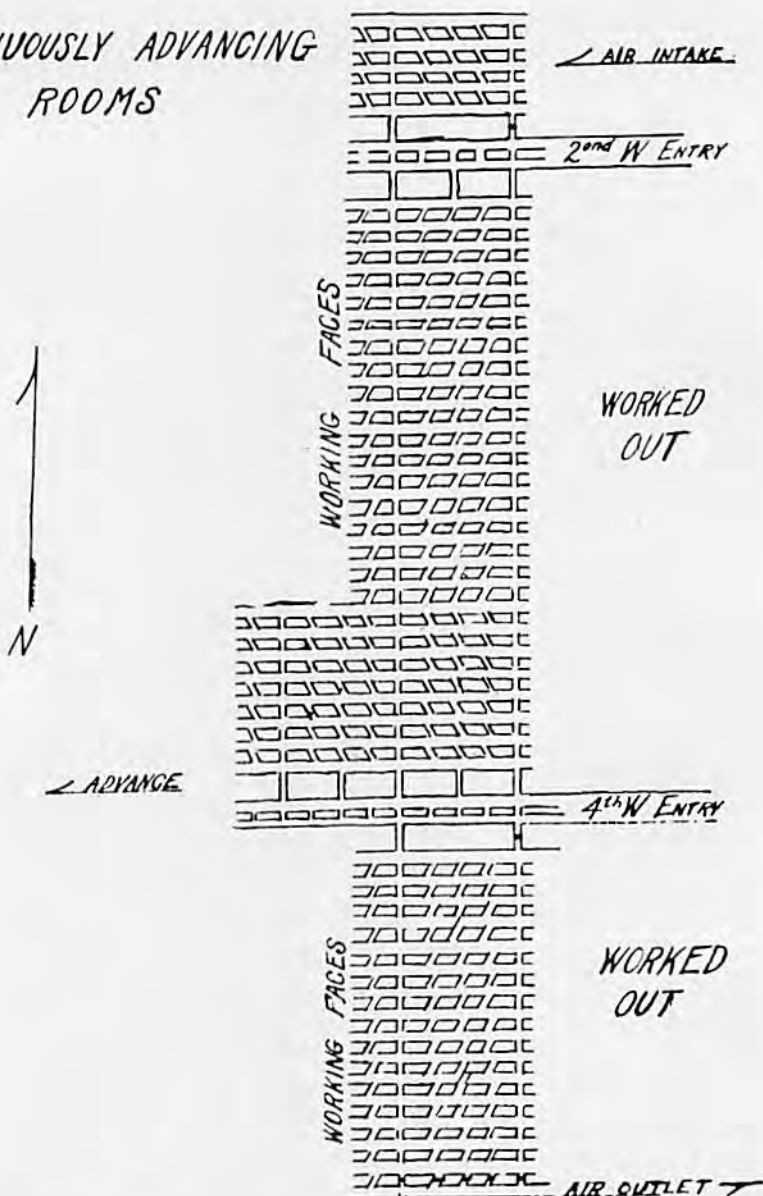 UOUSLY ADVANCING
ROOMS
AIR INTAKE
2nd W ENTRY
WORKING FACES
WORKED
OUT
N
ADVANCE
4th W ENTRY
WORKING FACES
WORKED
OUT
AIR OUTLET